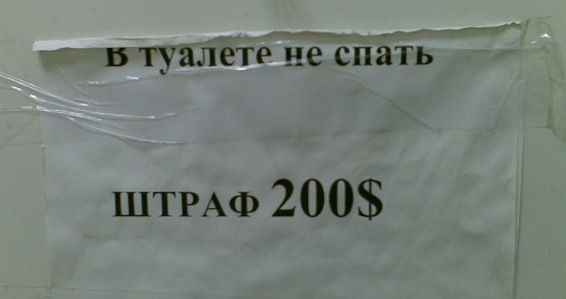 В туалете не спать
ШТРАФ 200$